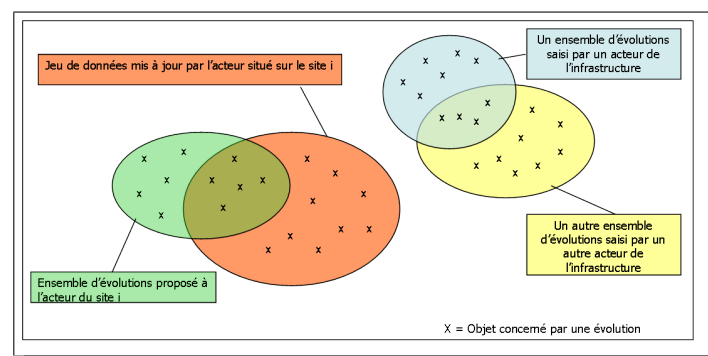 Un ensemble d'évolutions
saisi par un acteur de
l'infrastructure
Jeu de données mis à jour par l'acteur situé sur le site i
x x x x x x x x x x
x x x x x x x x
x x x x x x x x x x
x x x x x x x x
Un autre ensemble
d'évolutions saisi par un
autre acteur de
l'infrastructure
Ensemble d'évolutions proposé à
l'acteur du site i
X = Objet concerné par une évolution